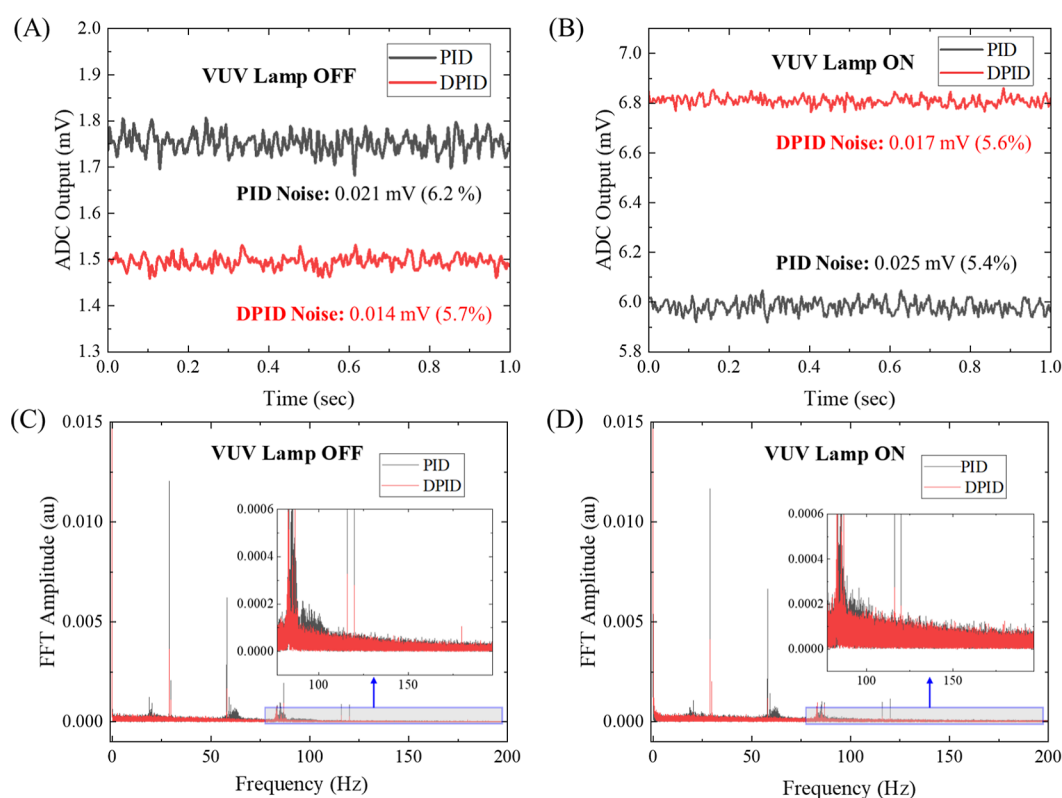 (A)
2.0
1.9
1.8
1.7
1.6
1.5
1.4
1.3
ADC Output (mV)
VUV Lamp OFF
PID
DPID
PID Noise: 0.021 mV (6.2 %)
DPID Noise: 0.014 mV (5.7%)
0.0 0.2 0.4 0.6 0.8 1.0
Time (sec)
(B)
7.0
6.8
6.6
6.4
6.2
6.0
5.8
ADC Output (mV)
VUV Lamp ON
PID
DPID
DPID Noise: 0.017 mV (5.6%)
PID Noise: 0.025 mV (5.4%)
0.0 0.2 0.4 0.6 0.8 1.0
Time (sec)
(C)
0.015
0.010
0.005
0.000
FFT Amplitude (au)
VUV Lamp OFF
PID
DPID
0.0006
0.0004
0.0002
0.0000
100 150
0 50 100 150 200
Frequency (Hz)
(D)
0.015
0.010
0.005
0.000
FFT Amplitude (au)
VUV Lamp ON
PID
DPID
0.0006
0.0004
0.0002
0.0000
100 150
0 50 100 150 200
Frequency (Hz)